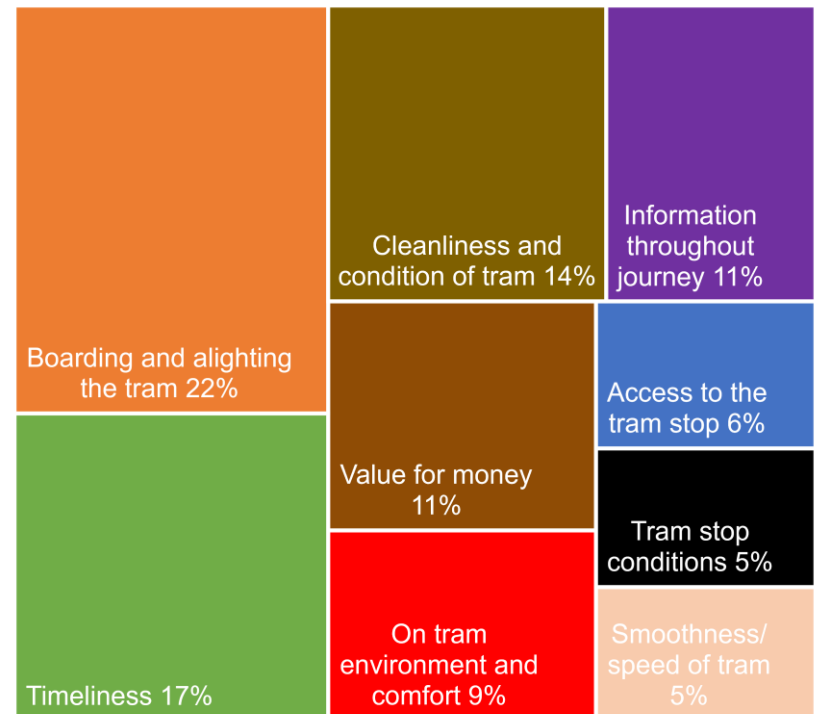 Boarding and alighting
the tram 22%
Timeliness 17%
Cleanliness and
condition of tram 14%
Information
throughout
journey 11%
Value for money
11%
On tram
environment and
comfort 9%
Access to the
tram stop 6%
Tram stop
conditions 5%
Smoothness/
speed of tram
5%